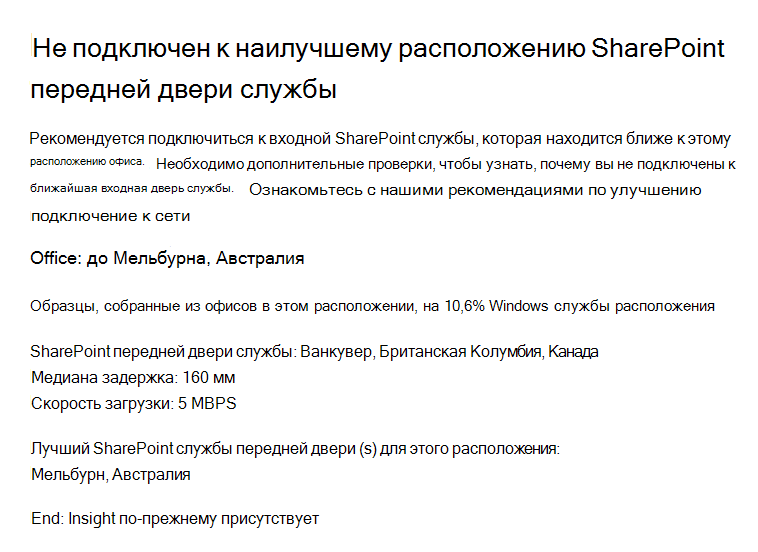 Не подключен к наилучшему расположению SharePoint
передней двери службы
Рекомендуется подключиться к входной SharePoint службы, которая находится ближе к этому
расположению офиса. Необходимо дополнительные проверки, чтобы узнать, почему вы не подключены к
ближайшая входная дверь службы. Ознакомьтесь с нашими рекомендациями по улучшению
подключение к сети
Office: до Мельбурна, Австралия
Образцы, собранные из офисов в этом расположении, на 10,6% Windows службы расположения
SharePoint передней двери службы: Ванкувер, Британская Колумбия, Канада
Медиана задержка: 160 мм
Скорость загрузки: 5 MBPS
Лучший SharePoint службы передней двери (s) для этого расположения:
Мельбурн, Австралия
End: Insight по-прежнему присутствует